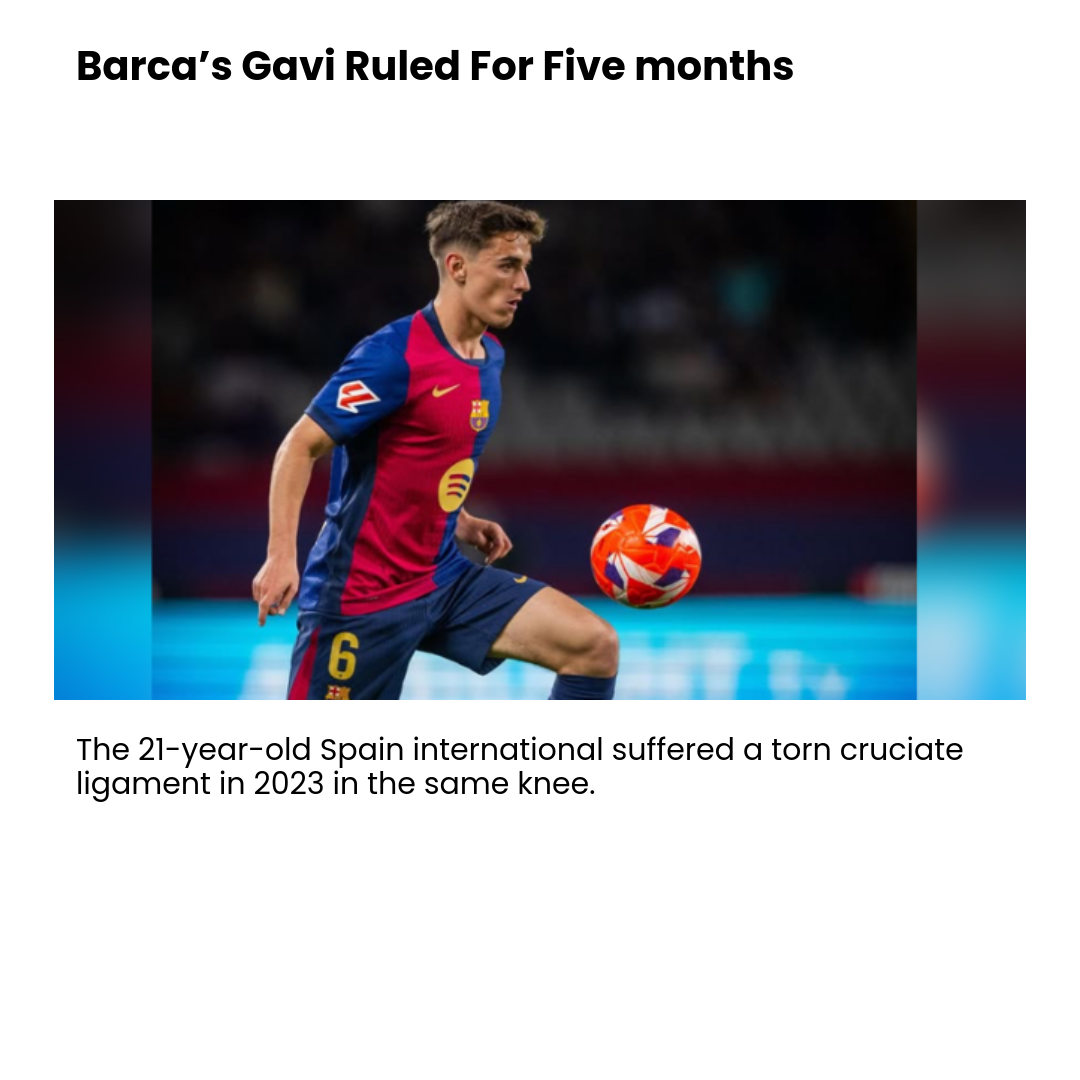 Barca’s Gavi Ruled For Five months
6
The 21-year-old Spain international suffered a torn cruciate
ligament in 2023 in the same knee.